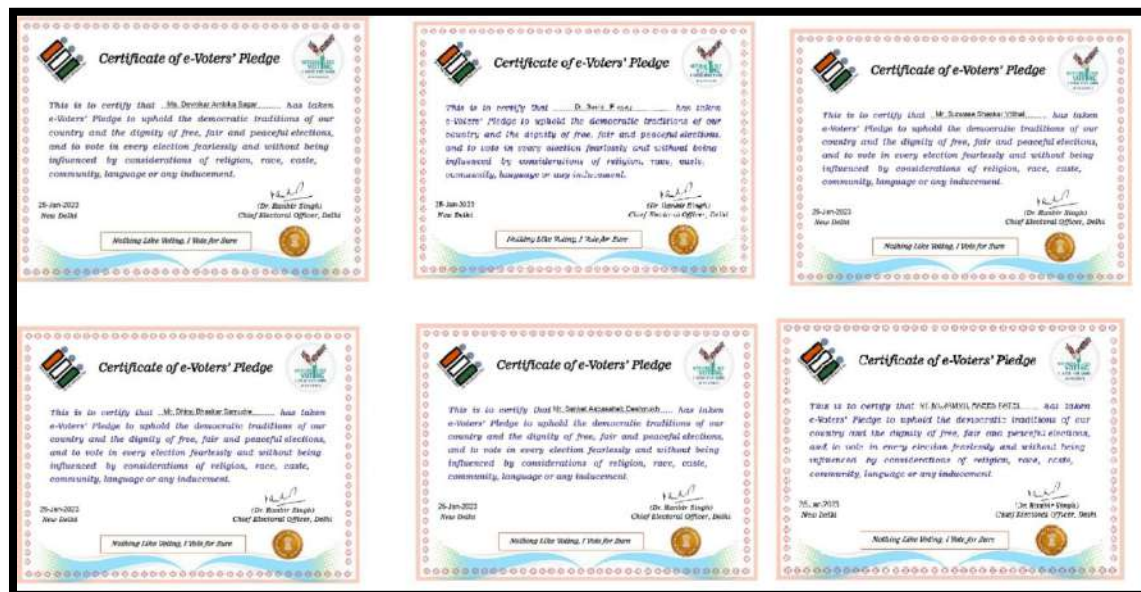 Certificate of e-Voters' Pledge
This is to certify that Ms. Devnikar Ambika Sagar has taken
e-Voters' Pledge to uphold the democratic traditions of our
country and the dignity of free, fair and peaceful elections,
and to vote in every election fearlessly and without being
influenced by considerations of religion, race, caste,
community, language or any inducement.
25-Jan-2023
New Delhi
(Dr. Ranbir Singh)
Chief Electoral Officer, Delhi
Nothing Like Voting, I Vote for Sure
Certificate of e-Voters' Pledge
This is to certify that Dr. has taken
e-Voters' Pledge to uphold the democratic traditions of our
country and the dignity of free, fair and peaceful elections,
and to vote in every election fearlessly and without being
influenced by considerations of religion, race, caste,
community, language or any inducement.
New Delhi
(Dr. Ranbir Singh)
Chief Electoral Officer, Delhi
Nothing Like Voting, I Vote for Sure
Certificate of e-Voters' Pledge
This is to certify that Mr. Shankar Vitthal has taken
e-Voters' Pledge to uphold the democratic traditions of our
country and the dignity of free, fair and peaceful elections,
and to vote in every election fearlessly and without being
influenced by considerations of religion, race, caste,
community, language or any inducement.
New Delhi
(Dr. Ranbir Singh)
Chief Electoral Officer, Delhi
Nothing Like Voting, I Vote for Sure
Certificate of e-Voters' Pledge
This is to certify that Mr. Bhaskar has taken
e-Voters' Pledge to uphold the democratic traditions of our
country and the dignity of free, fair and peaceful elections,
and to vote in every election fearlessly and without being
influenced by considerations of religion, race, caste,
community, language or any inducement.
New Delhi
(Dr. Ranbir Singh)
Chief Electoral Officer, Delhi
Nothing Like Voting, I Vote for Sure
Certificate of e-Voters' Pledge
This is to certify that Mr. Sanket Deshmukh has taken
e-Voters' Pledge to uphold the democratic traditions of our
country and the dignity of free, fair and peaceful elections,
and to vote in every election fearlessly and without being
influenced by considerations of religion, race, caste,
community, language or any inducement.
New Delhi
(Dr. Ranbir Singh)
Chief Electoral Officer, Delhi
Nothing Like Voting, I Vote for Sure
Certificate of e-Voters' Pledge
This is to certify that has taken
e-Voters' Pledge to uphold the democratic traditions of our
country and the dignity of free, fair and peaceful elections,
and to vote in every election fearlessly and without being
influenced by considerations of religion, race, caste,
community, language or any inducement.
New Delhi
(Dr. Ranbir Singh)
Chief Electoral Officer, Delhi
Nothing Like Voting, I Vote for Sure